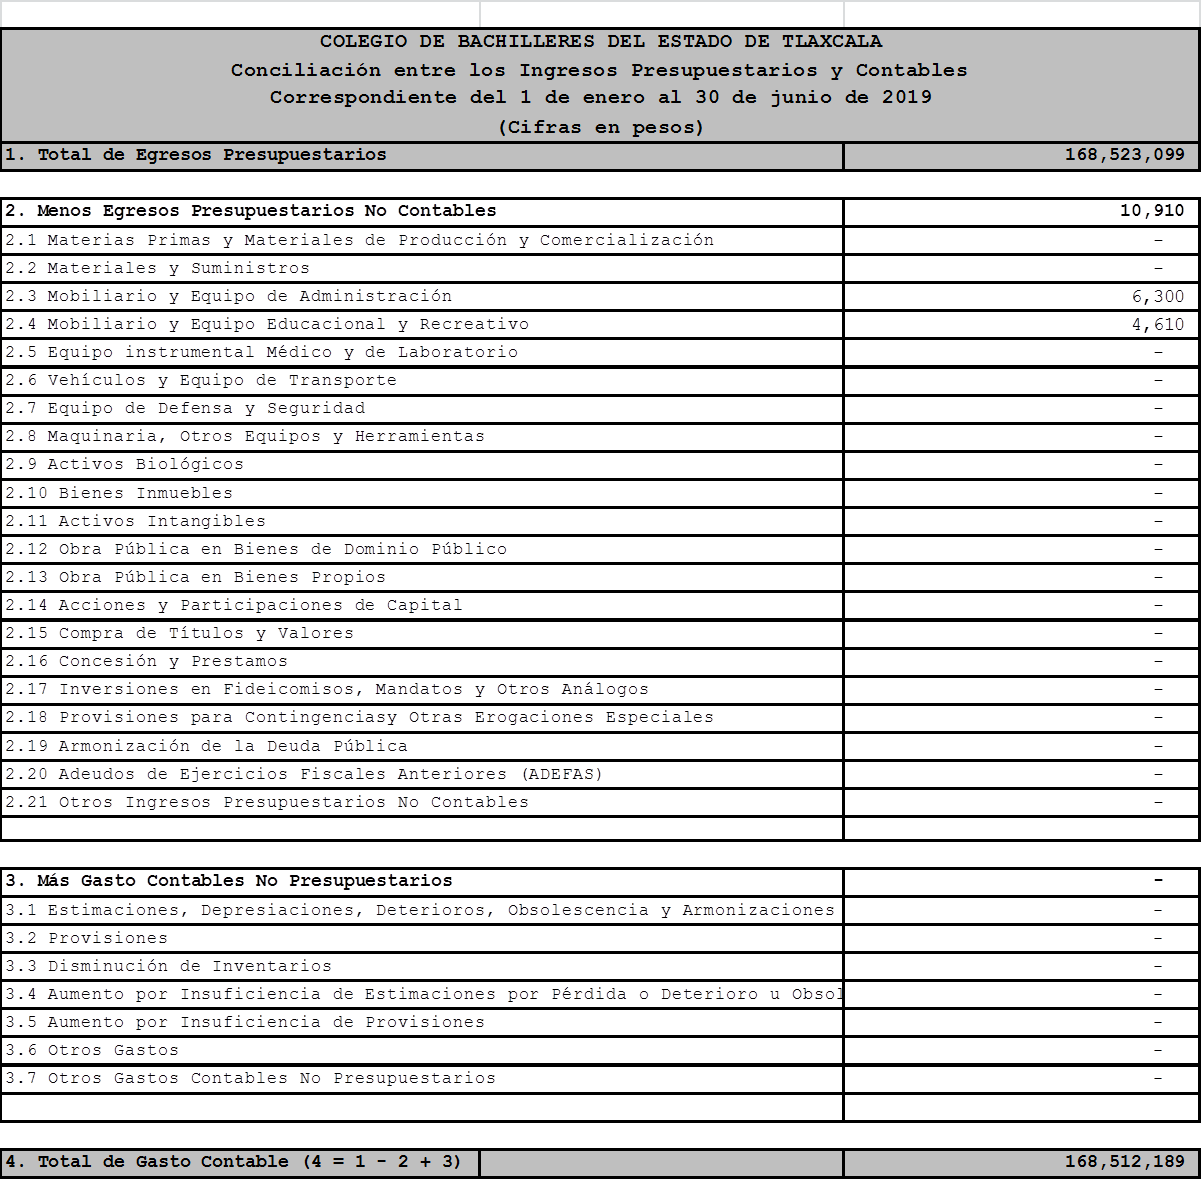 COLEGIO DE BACHILLERES DEL ESTADO DE TLAXCALA
Conciliación entre los Ingresos Presupuestarios y Contables
Correspondiente del 1 de enero al 30 de junio de 2019
(Cifras en pesos)
1. Total de Egresos Presupuestarios 168,523,099
2. Menos Egresos Presupuestarios No Contables 10,910
2.1 Materias Primas y Materiales de Producción y Comercialización -
2.2 Materiales y Suministros -
2.3 Mobiliario y Equipo de Administración 6,300
2.4 Mobiliario y Equipo Educacional y Recreativo 4,610
2.5 Equipo instrumental Médico y de Laboratorio -
2.6 Vehículos y Equipo de Transporte -
2.7 Equipo de Defensa y Seguridad -
2.8 Maquinaria, Otros Equipos y Herramientas -
2.9 Activos Biológicos -
2.10 Bienes Inmuebles -
2.11 Activos Intangibles -
2.12 Obra Pública en Bienes de Dominio Público -
2.13 Obra Pública en Bienes Propios -
2.14 Acciones y Participaciones de Capital -
2.15 Compra de Títulos y Valores -
2.16 Concesión y Prestamos -
2.17 Inversiones en Fideicomisos, Mandatos y Otros Análogos -
2.18 Provisiones para Contingenciasy Otras Erogaciones Especiales -
2.19 Armonización de la Deuda Pública -
2.20 Adeudos de Ejercicios Fiscales Anteriores (ADEFAS) -
2.21 Otros Ingresos Presupuestarios No Contables -
3. Más Gasto Contables No Presupuestarios -
3.1 Estimaciones, Depresiaciones, Deterioros, Obsolescencia y Armonizaciones -
3.2 Provisiones -
3.3 Disminución de Inventarios -
3.4 Aumento por Insuficiencia de Estimaciones por Pérdida o Deterioro u Obsol -
3.5 Aumento por Insuficiencia de Provisiones -
3.6 Otros Gastos -
3.7 Otros Gastos Contables No Presupuestarios -
4. Total de Gasto Contable (4 = 1 - 2 + 3) 168,512,189